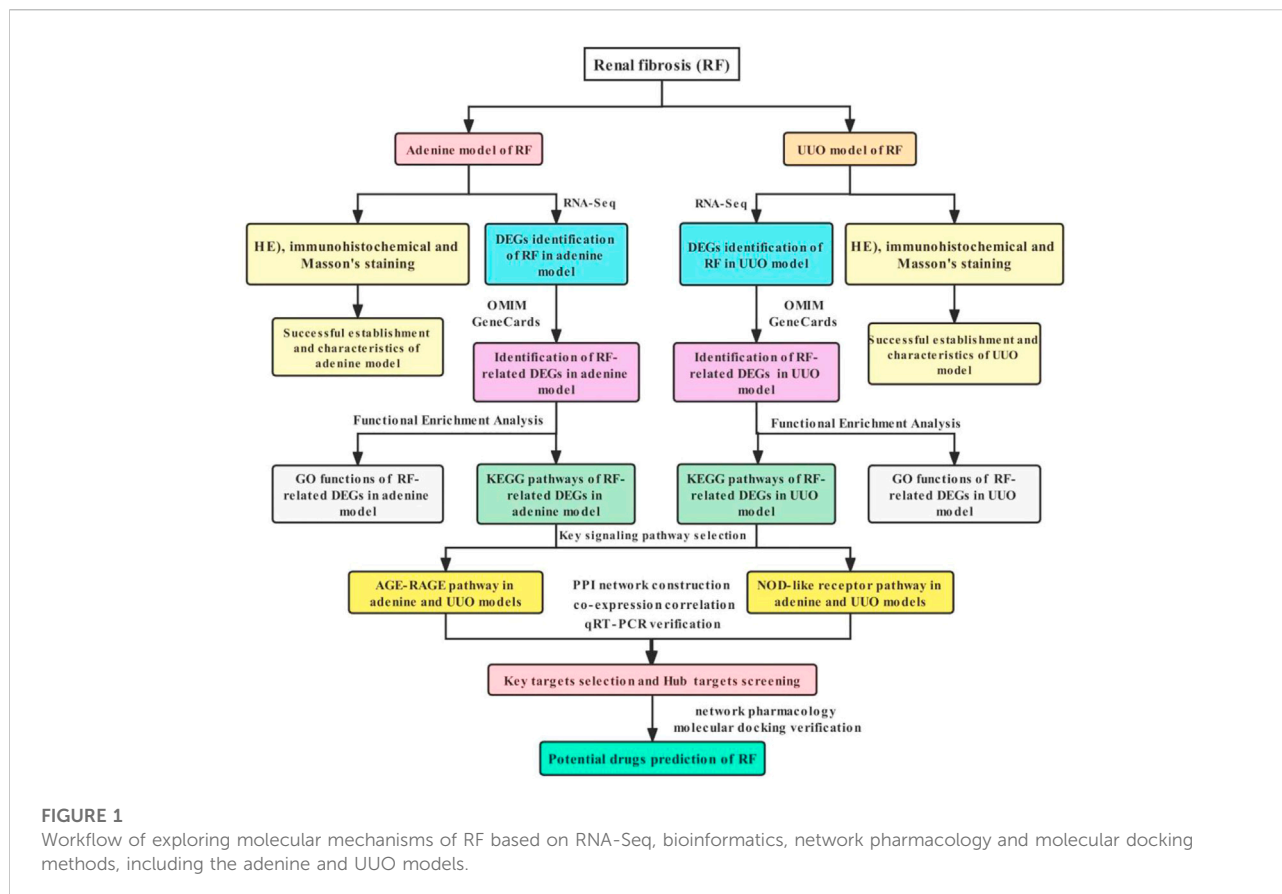 Renal fibrosis (RF)
Adenine model of RF
UUO model of RF
RNA-Seq
RNA-Seq
HE), immunohistochemical and
Masson's staining
DEGs identification
of RF in adenine
model
DEGs identification of
RF in UUO model
HE), immunohistochemical and
Masson's staining
OMIM
GeneCards
OMIM
GeneCards
Successful establishment
and characteristics of
adenine model
Identification of RF-
related DEGs in adenine
model
Identification of RF-
related DEGs in UUO
model
Successful establishment and
characteristics of UUO
model
Functional Enrichment Analysis
Functional Enrichment Analysis
GO functions of RF-
related DEGs in adenine
model
KEGG pathways of RF-
related DEGs in
adenine model
KEGG pathways of RF-
related DEGs in UUO
model
GO functions of RF-
related DEGs in UUO
model
Key signaling pathway selection
AGE-RAGE pathway in
adenine and UUO models
PPI network construction
co-expression correlation
qRT-PCR verification
NOD-like receptor pathway in
adenine and UUO models
Key targets selection and Hub targets screening
network pharmacology
molecular docking verification
Potential drugs prediction of RF
FIGURE 1
Workflow of exploring molecular mechanisms of RF based on RNA-Seq, bioinformatics, network pharmacology and molecular docking
methods, including the adenine and UUO models.